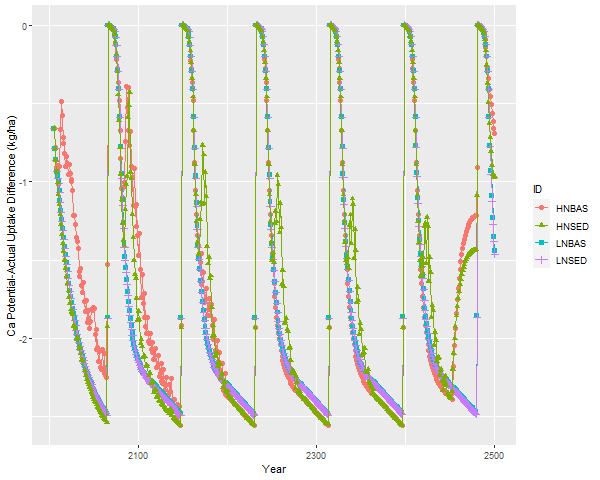 Ca Potential-Actual Uptake Difference (kg/ha)
0
-1
-2
2100
2300
2500
Year
ID
HNBAS
HNSED
LNBAS
LNSED